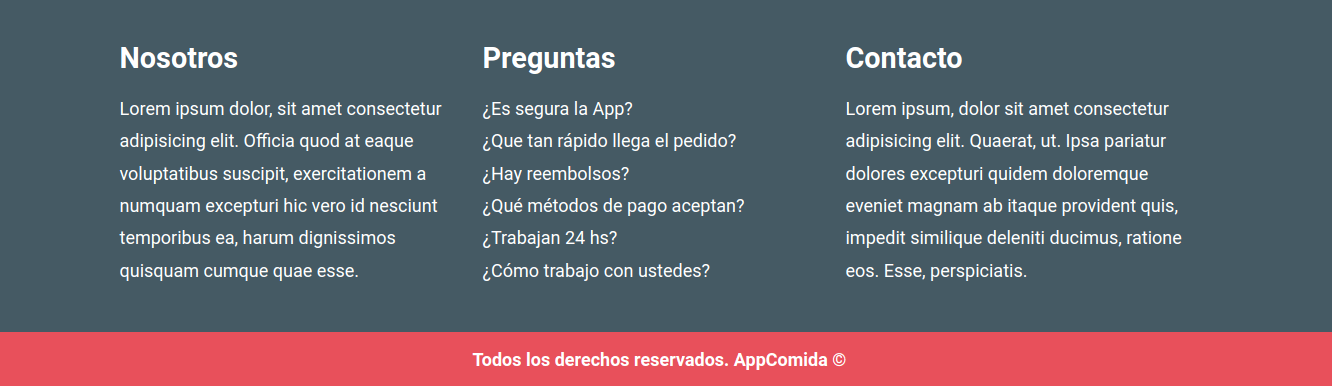 Nosotros
Lorem ipsum dolor, sit amet consectetur
adipisicing elit. Officia quod at eaque
voluptatibus suscipit, exercitationem a
numquam excepturi hic vero id nesciunt
temporibus ea, harum dignissimos
quisquam cumque quae esse.
Preguntas
¿Es segura la App?
¿Que tan rápido llega el pedido?
¿Hay reembolsos?
¿Qué métodos de pago aceptan?
¿Trabajan 24 hs?
¿Cómo trabajo con ustedes?
Contacto
Lorem ipsum, dolor sit amet consectetur
adipisicing elit. Quaerat, ut. Ipsa pariatur
dolores excepturi quidem doloremque
eveniet magnam ab itaque provident quis,
impedit similique deleniti ducimus, ratione
eos. Esse, perspiciatis.
Todos los derechos reservados. AppComida ©